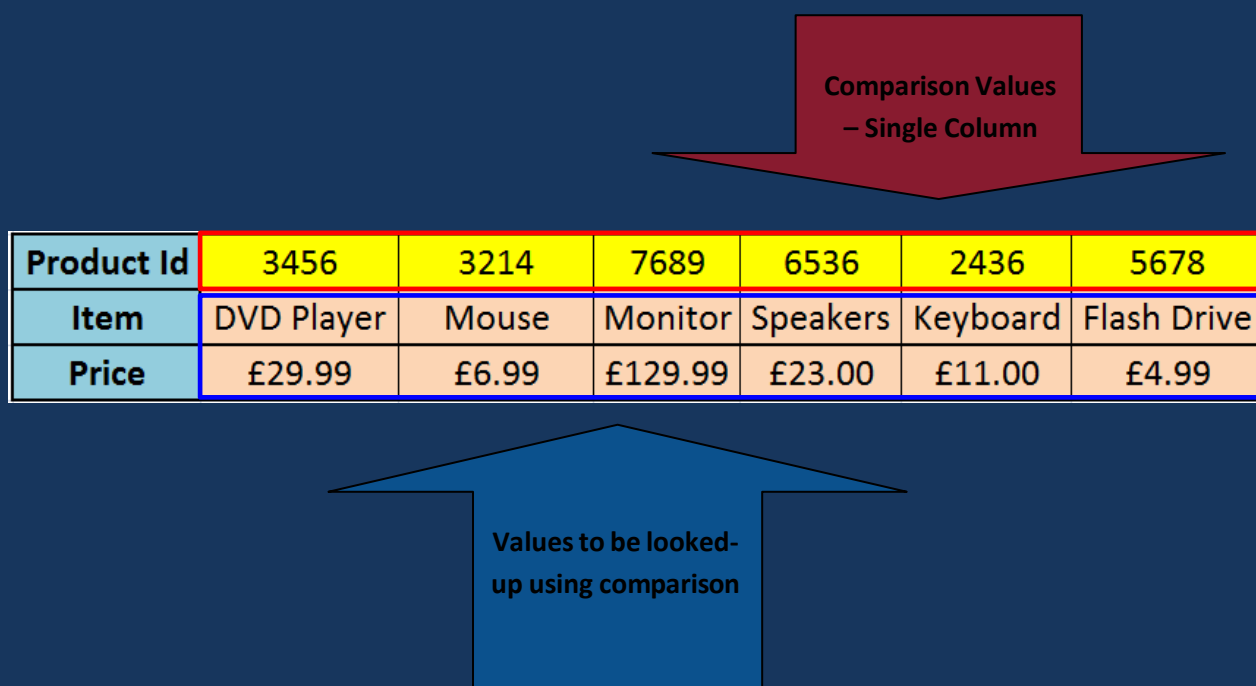 Comparison Values
– Single Column
Product Id 3456 3214 7689 6536 2436 5678
Item DVD Player Mouse Monitor Speakers Keyboard Flash Drive
Price £29.99 £6.99 £129.99 £23.00 £11.00 £4.99
Values to be looked-
up using comparison